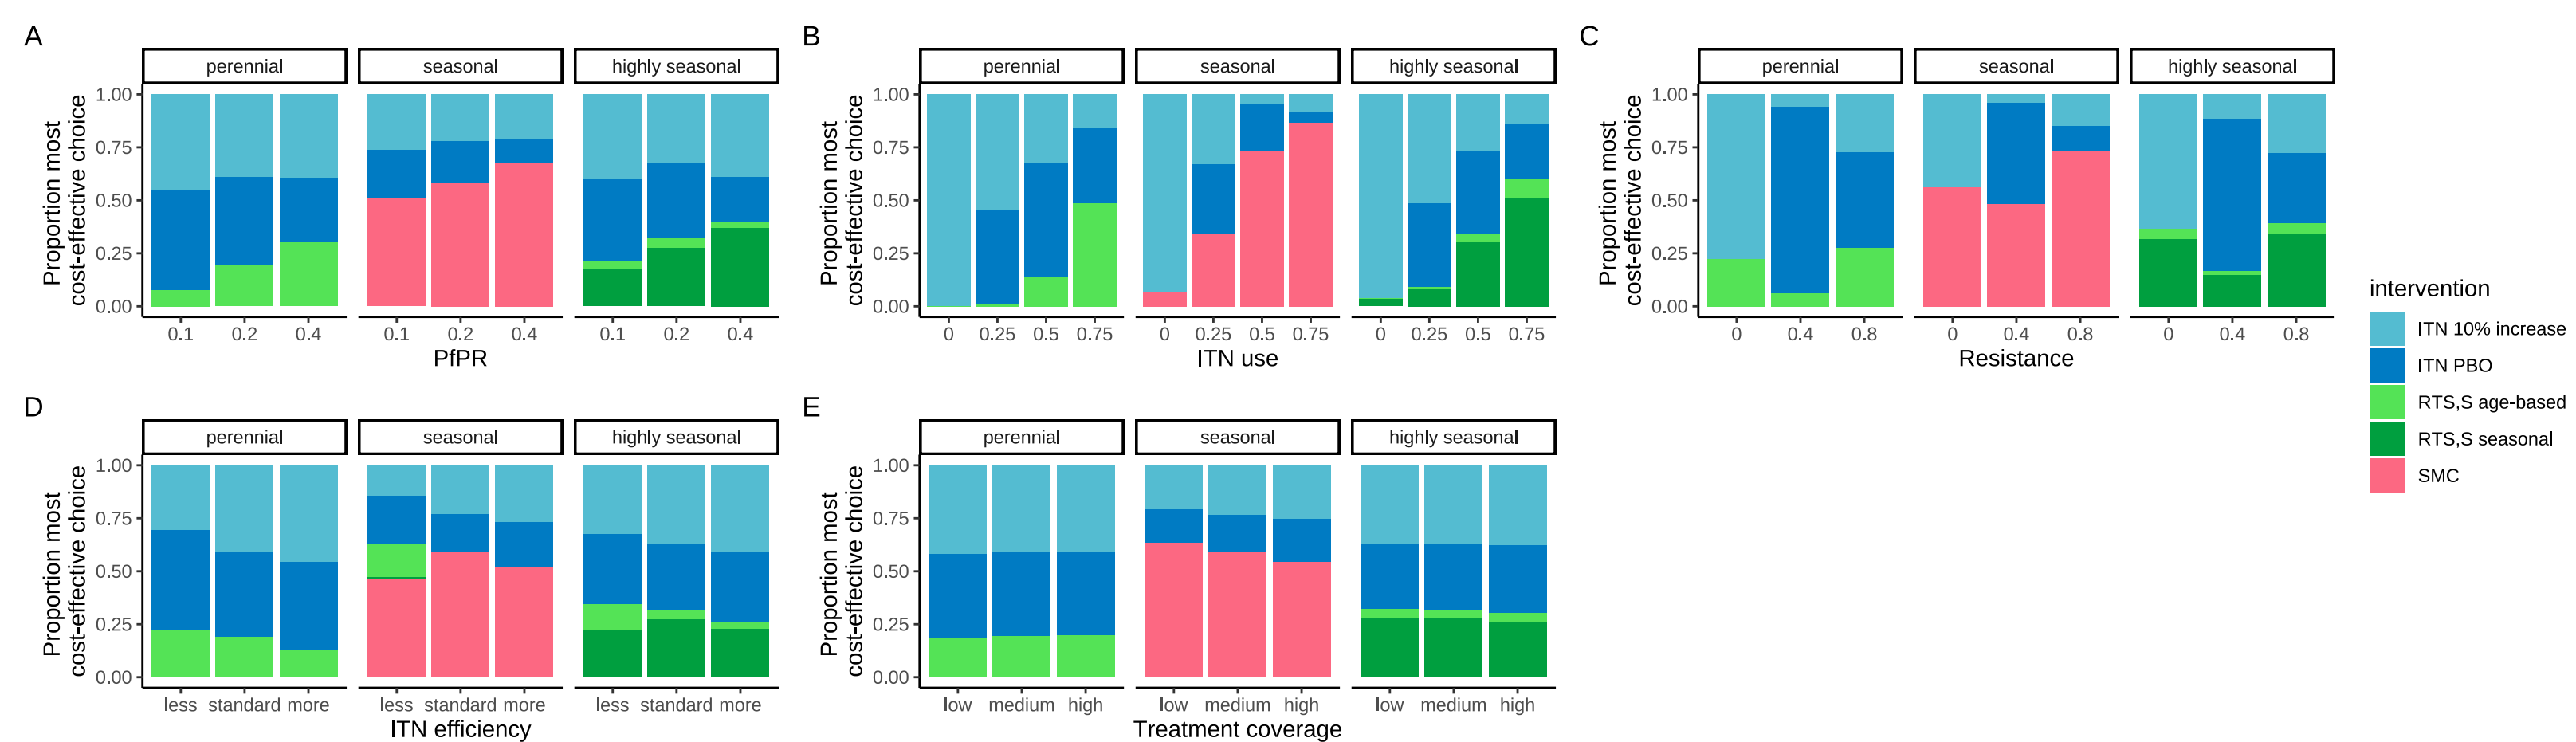 A
perennial
seasonal
highly seasonal
Proportion most
cost-effective choice
1.00
0.75
0.50
0.25
0.00
0.1 0.2 0.4
0.1 0.2 0.4
0.1 0.2 0.4
PfPR
B
perennial
seasonal
highly seasonal
Proportion most
cost-effective choice
1.00
0.75
0.50
0.25
0.00
0 0.25 0.5 0.75
0 0.25 0.5 0.75
0 0.25 0.5 0.75
ITN use
C
perennial
seasonal
highly seasonal
Proportion most
cost-effective choice
1.00
0.75
0.50
0.25
0.00
0 0.4 0.8
0 0.4 0.8
0 0.4 0.8
Resistance
D
perennial
seasonal
highly seasonal
Proportion most
cost-effective choice
1.00
0.75
0.50
0.25
0.00
less standard more
less standard more
less standard more
ITN efficiency
E
perennial
seasonal
highly seasonal
Proportion most
cost-effective choice
1.00
0.75
0.50
0.25
0.00
low medium high
low medium high
low medium high
Treatment coverage
intervention
ITN 10% increase
ITN PBO
RTS,S age-based
RTS,S seasonal
SMC